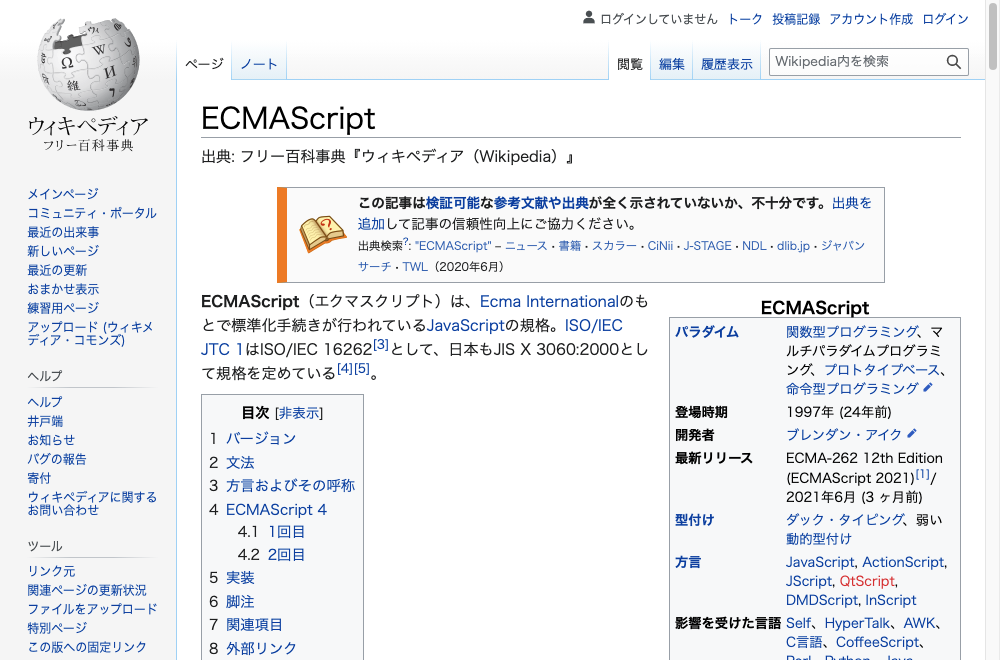 ログインしていません トーク 投稿記録 アカウント作成 ログイン
ページ ノート 閲覧 編集 履歴表示 Wikipedia内を検索
ウィキペディア
フリー百科事典
メインページ
コミュニティ・ポータル
最近の出来事
新しいページ
最近の更新
おまかせ表示
練習用ページ
アップロード (ウィキメ
ディア・コモンズ)
ヘルプ
ヘルプ
井戸端
お知らせ
バグの報告
寄付
ウィキペディアに関する
お問い合わせ
ツール
リンク元
関連ページの更新状況
ファイルをアップロード
特別ページ
この版への固定リンク
ECMAScript
出典: フリー百科事典『ウィキペディア（Wikipedia）』
この記事は検証可能な参考文献や出典が全く示されていないか、不十分です。出典を
追加して記事の信頼性向上にご協力ください。
出典検索?: "ECMAScript" – ニュース · 書籍 · スカラー · CiNii · J-STAGE · NDL · dlib.jp · ジャパン
サーチ · TWL（2020年6月）
ECMAScript（エクマスクリプト）は、Ecma Internationalのも
とで標準化手続きが行われているJavaScriptの規格。ISO/IEC
JTC 1はISO/IEC 16262[3]として、日本もJIS X 3060:2000とし
て規格を定めている[4][5]。
目次 [非表示]
1 バージョン
2 文法
3 方言およびその呼称
4 ECMAScript 4
4.1 1回目
4.2 2回目
5 実装
6 脚注
7 関連項目
8 外部リンク
ECMAScript
パラダイム 関数型プログラミング、マ
ルチパラダイムプログラミ
ング、プロトタイプベース、
命令型プログラミング
登場時期 1997年 (24年前)
開発者 ブレンダン・アイク
最新リリース ECMA-262 12th Edition
(ECMAScript 2021)[1]/
2021年6月 (3 ヶ月前)
型付け ダック・タイピング、弱い
動的型付け
方言 JavaScript, ActionScript,
JScript, QtScript,
DMDScript, InScript
影響を受けた言語 Self、HyperTalk、AWK、
C言語、CoffeeScript、
Perl、Python、Java、